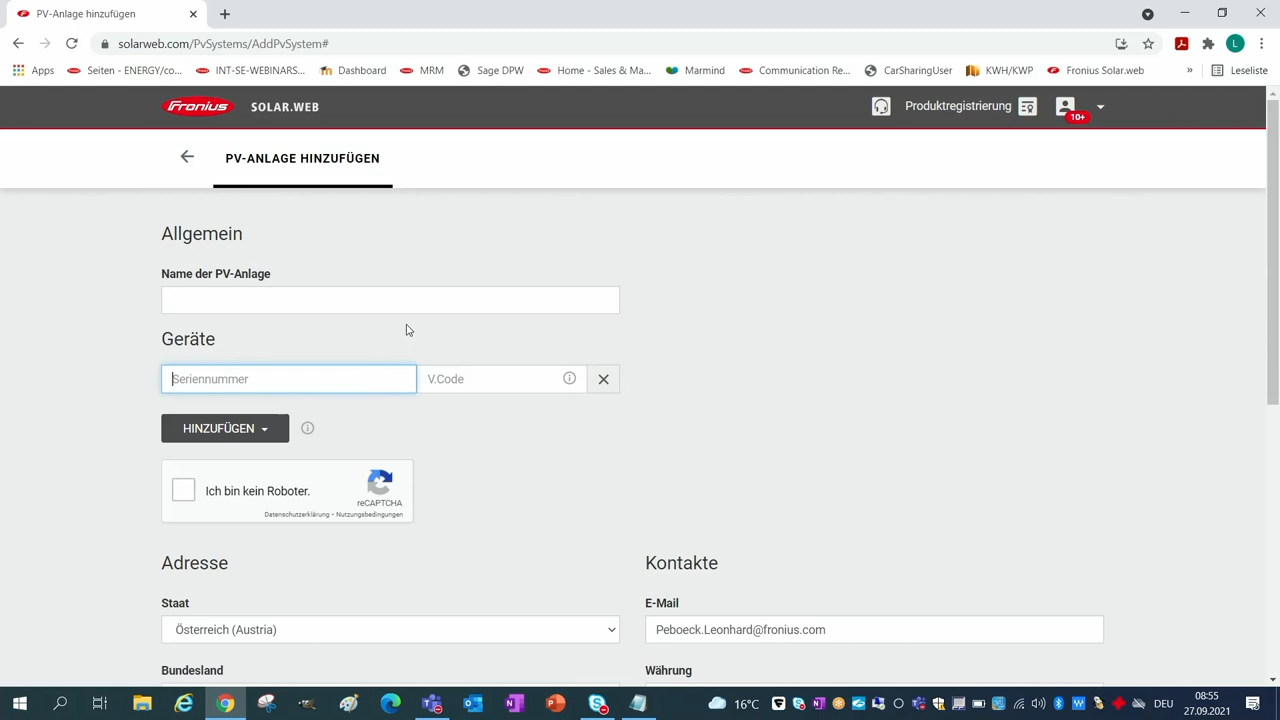 PV-Anlage hinzufügen
solarweb.com/PvSystems/AddPvSystem#
L
Apps
Seiten - ENERGY/co...
INT-SE-WEBINARS...
Dashboard
MRM
Sage DPW
Home - Sales & Ma...
Marmind
Communication Re...
CarSharingUser
KWH/KWP
Fronius Solar.web
»
Leseliste
Fronius
SOLAR.WEB
Produktregistrierung
10+
PV-ANLAGE HINZUFÜGEN
Allgemein
Name der PV-Anlage
Geräte
Seriennummer
V.Code
HINZUFÜGEN
Ich bin kein Roboter.
reCAPTCHA
Datenschutzerklärung - Nutzungsbedingungen
Adresse
Kontakte
Staat
E-Mail
Österreich (Austria)
Peboeck.Leonhard@fronius.com
Bundesland
Währung
16°C
DEU
08:55
27.09.2021